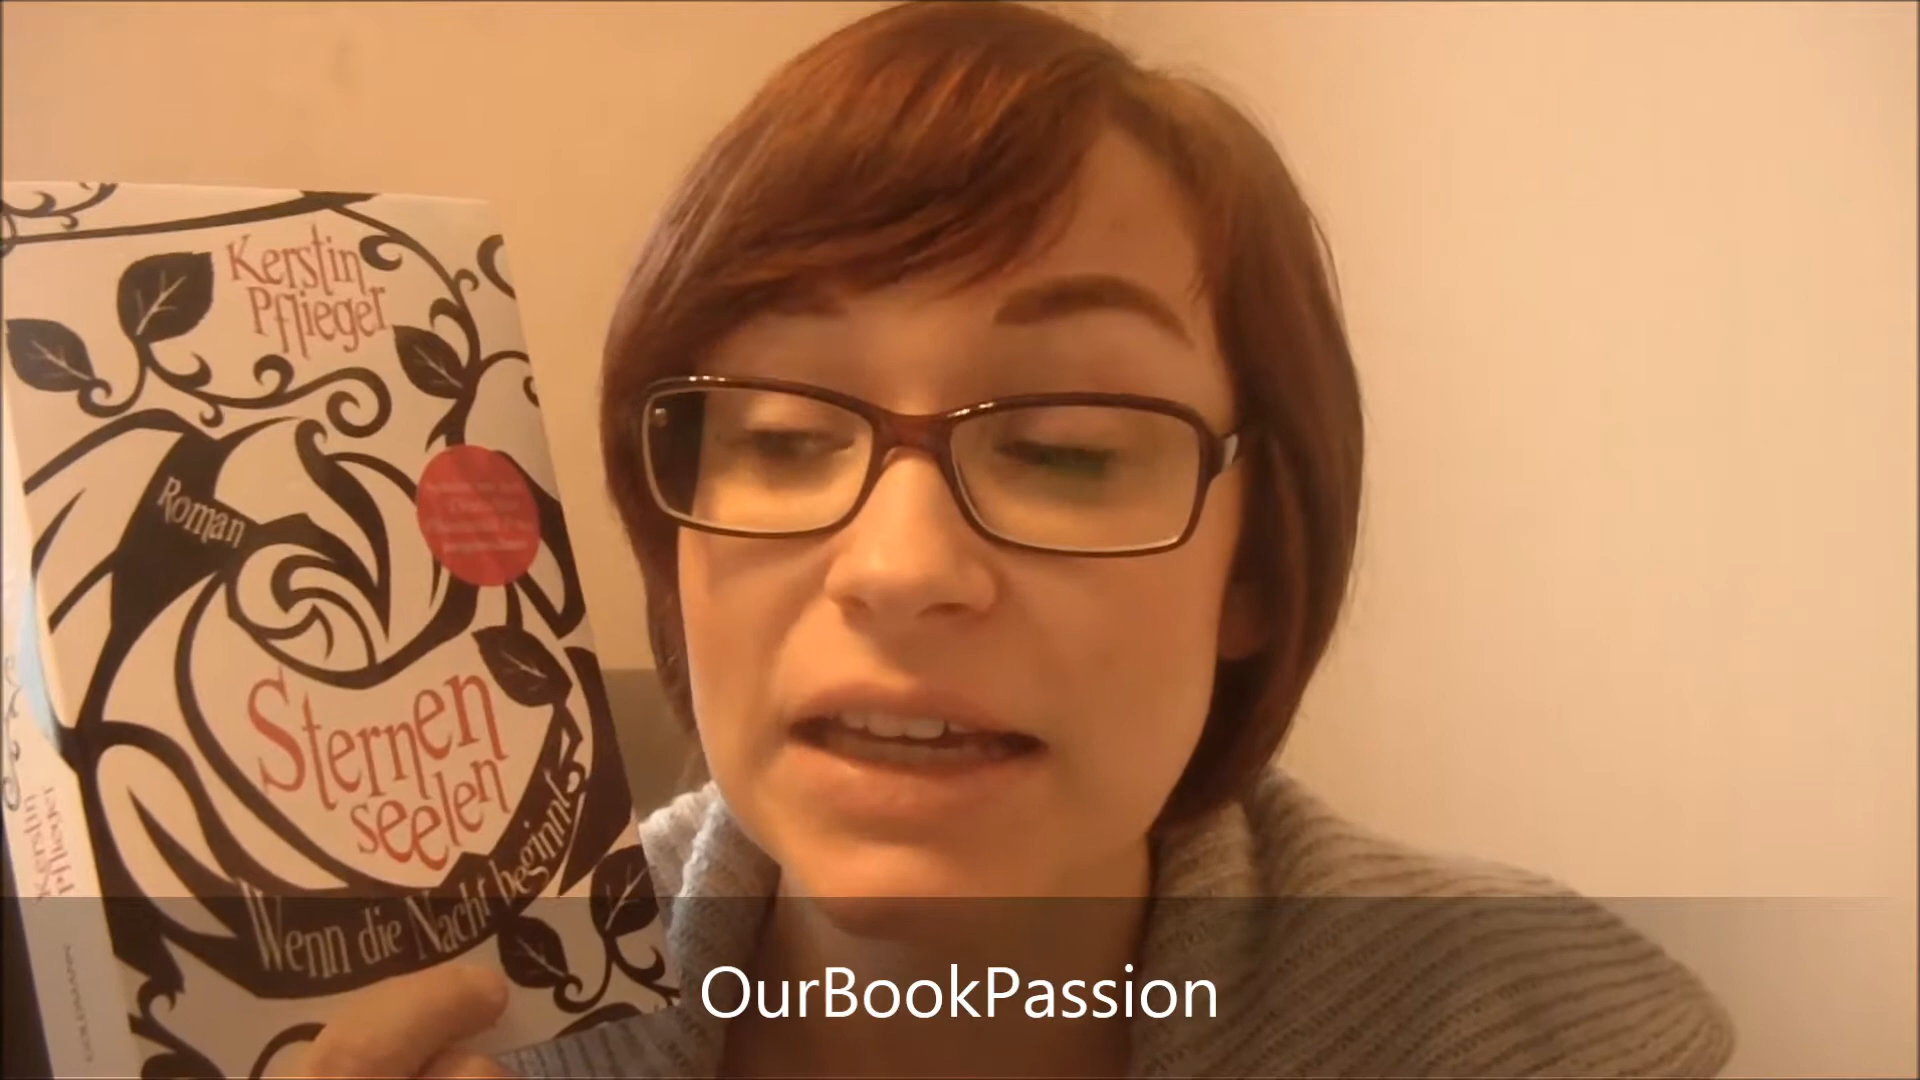 Kerstin
Pflieger
Roman
Sternen
seelen
Wenn die Nacht beginnt
Kerstin
Pflieger
OurBookPassion